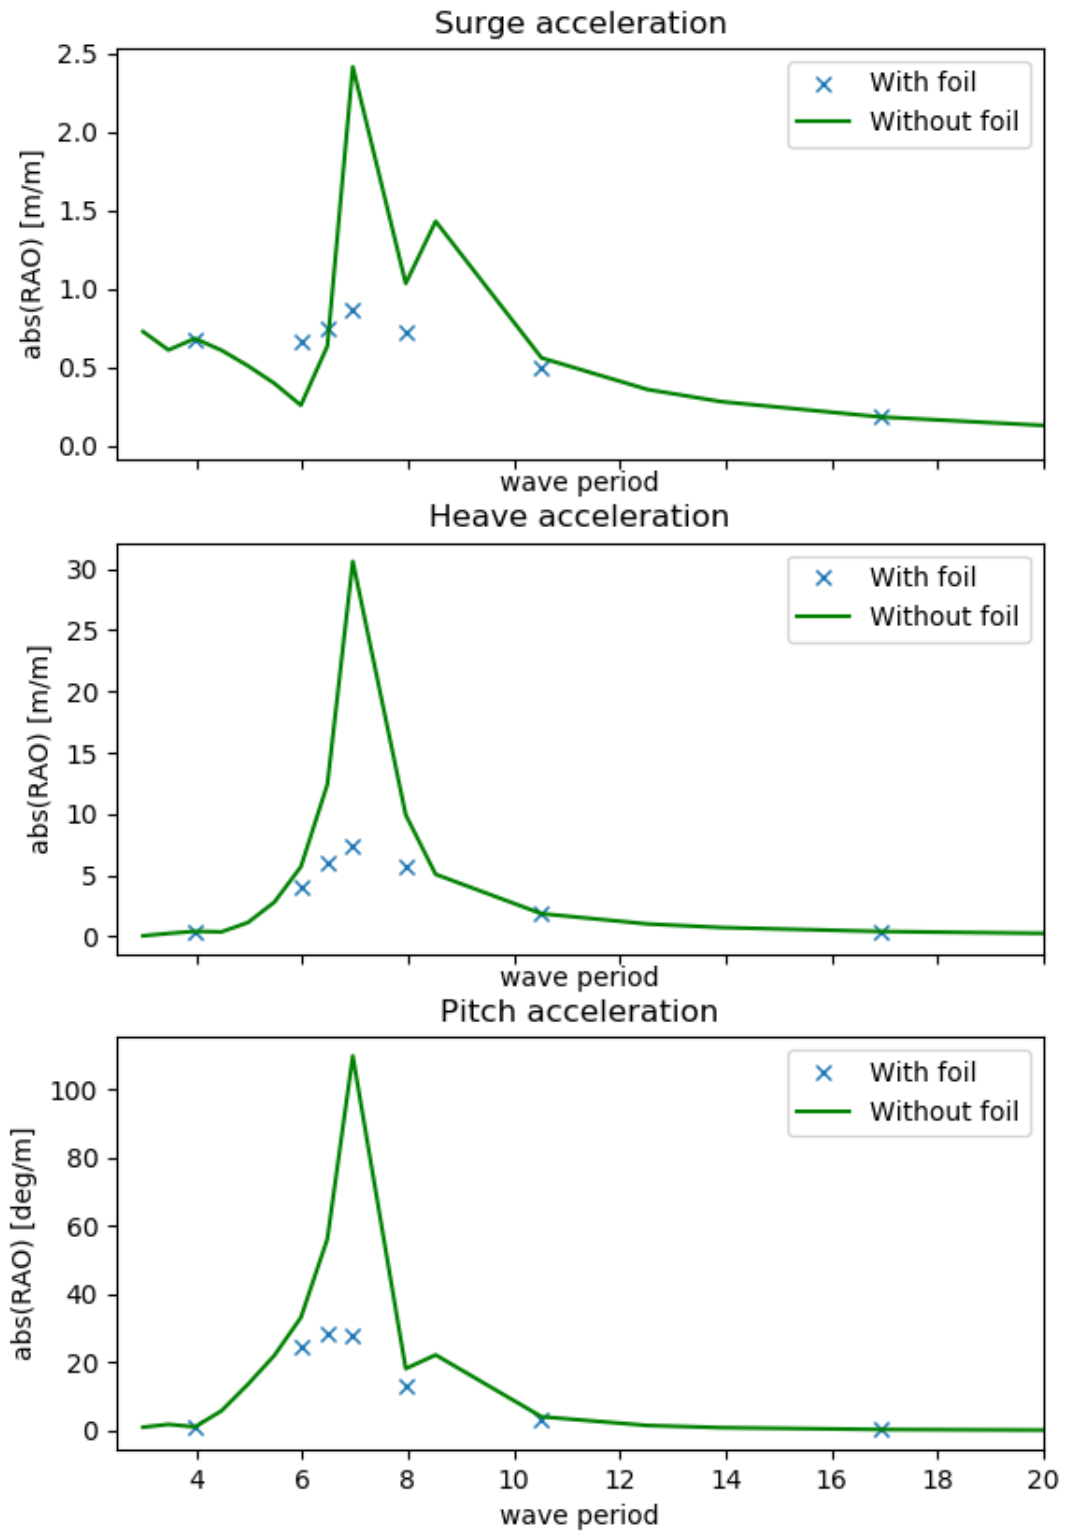 Surge acceleration
2.5
2.0
1.5
1.0
0.5
0.0
abs(RAO) [m/m]
With foil
Without foil
wave period
Heave acceleration
30
25
20
15
10
5
0
abs(RAO) [m/m]
With foil
Without foil
wave period
Pitch acceleration
100
80
60
40
20
0
abs(RAO) [deg/m]
With foil
Without foil
4 6 8 10 12 14 16 18 20
wave period